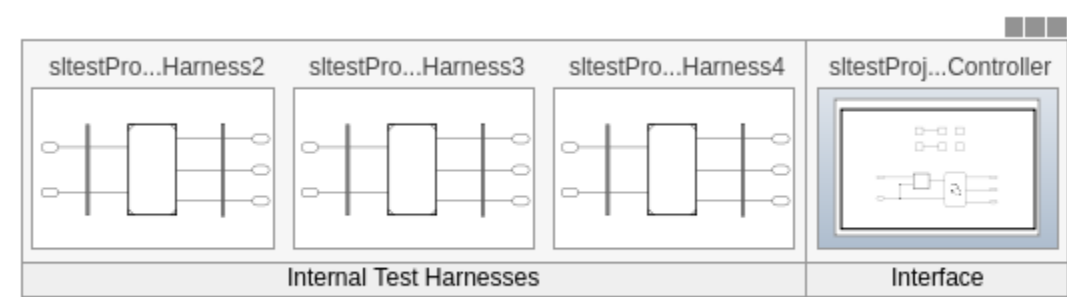 sltestPro...Harness2
sltestPro...Harness3
sltestPro...Harness4
sltestProj...Controller
Internal Test Harnesses
Interface